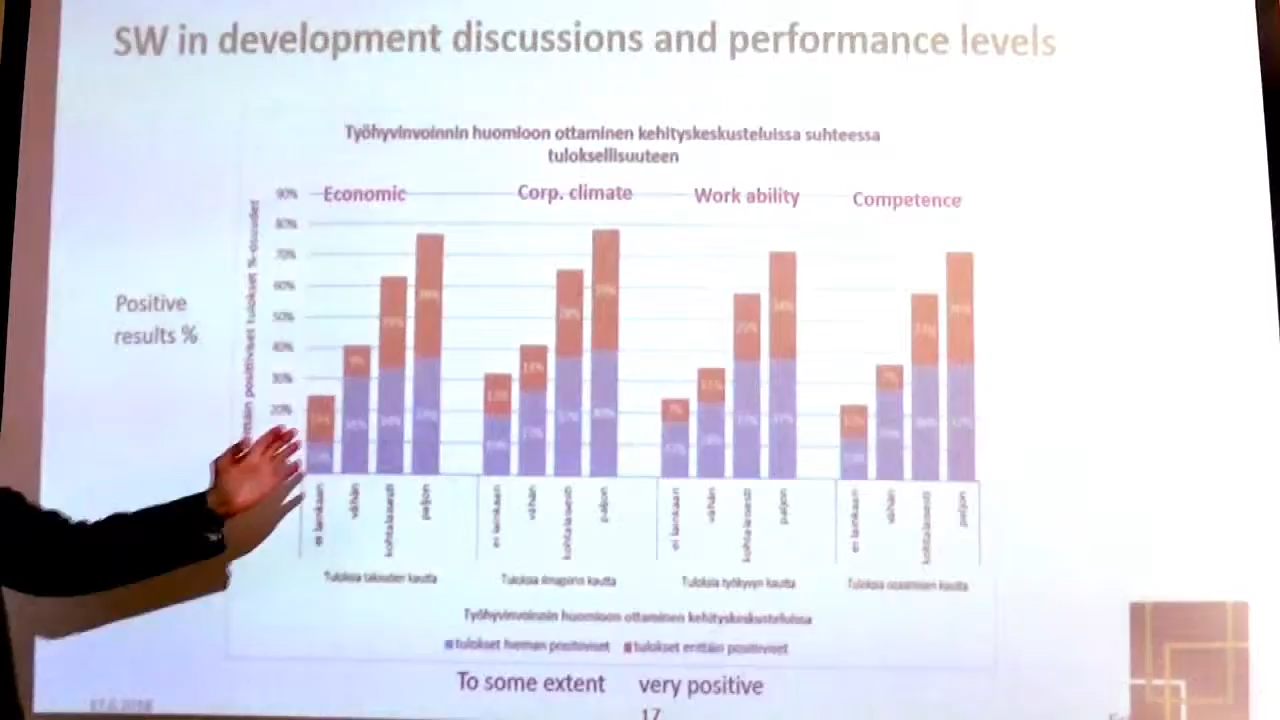 SW in development discussions and performance levels
Työhyvinvoinnin huomioon ottaminen kehityskeskusteluissa suhteessa
tuloksellisuuteen
Economic
Corp. climate
Work ability
Competence
90%
80%
70%
60%
50%
40%
30%
20%
positiiviset tulokset %-osuudet
Positive
results %
ei lainkaan
vähän
kohtalaisesti
paljon
ei lainkaan
vähän
kohtalaisesti
paljon
ei lainkaan
vähän
kohtalaisesti
paljon
ei lainkaan
vähän
kohtalaisesti
paljon
Tuloksia talouden kautta
Tuloksia ilmapiirin kautta
Tuloksia työkyvyn kautta
Tuloksia osaamisen kautta
Työhyvinvoinnin huomioon ottaminen kehityskeskusteluissa
tulokset hieman positiiviset
tulokset erittäin positiiviset
To some extent
very positive
17